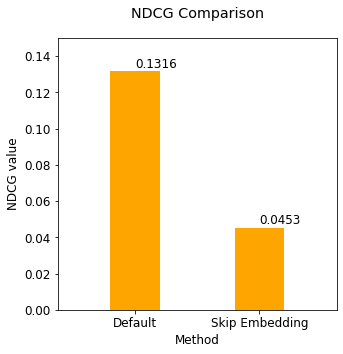 NDCG Comparison
0.14
0.12
0.10
0.08
0.06
0.04
0.02
0.00
NDCG value
0.1316
0.0453
Default
Skip Embedding
Method